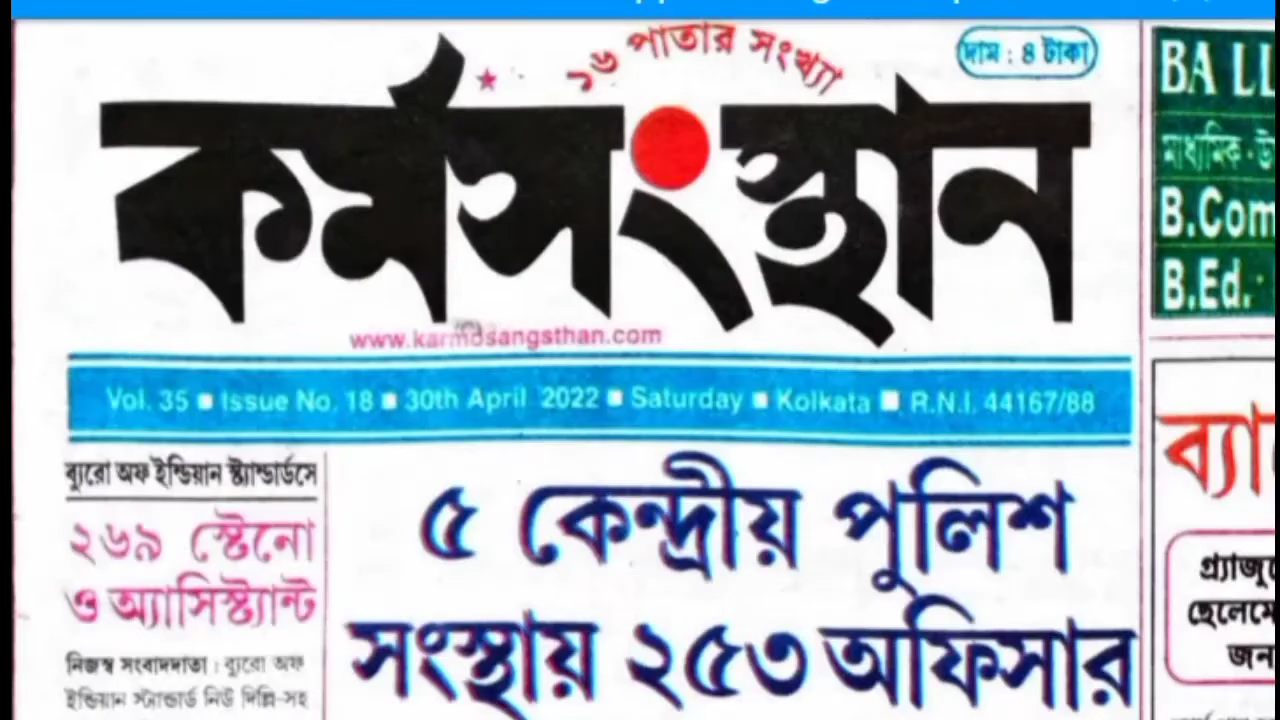 ১৬ পাতার সংখ্যা
দাম : ৪ টাকা
কর্মসংস্থান
www.karmosangsthan.com
Vol. 35 ■ Issue No. 18 ■ 30th April 2022 ■ Saturday ■ Kolkata ■ R.N.I. 44167/88
ব্যুরো অফ ইন্ডিয়ান স্ট্যান্ডার্ডসে
২৬৯ স্টেনো
ও অ্যাসিস্ট্যান্ট
নিজস্ব সংবাদদাতা : ব্যুরো অফ
ইন্ডিয়ান স্ট্যান্ডার্ড নিউ দিল্লি-সহ
৫ কেন্দ্রীয় পুলিশ
সংস্থায় ২৫৩ অফিসার
BA LL
মাধ্যমিক - উ
B.Com
B.Ed.
ব্যা
গ্র্যাজু
ছেলেমে
জন